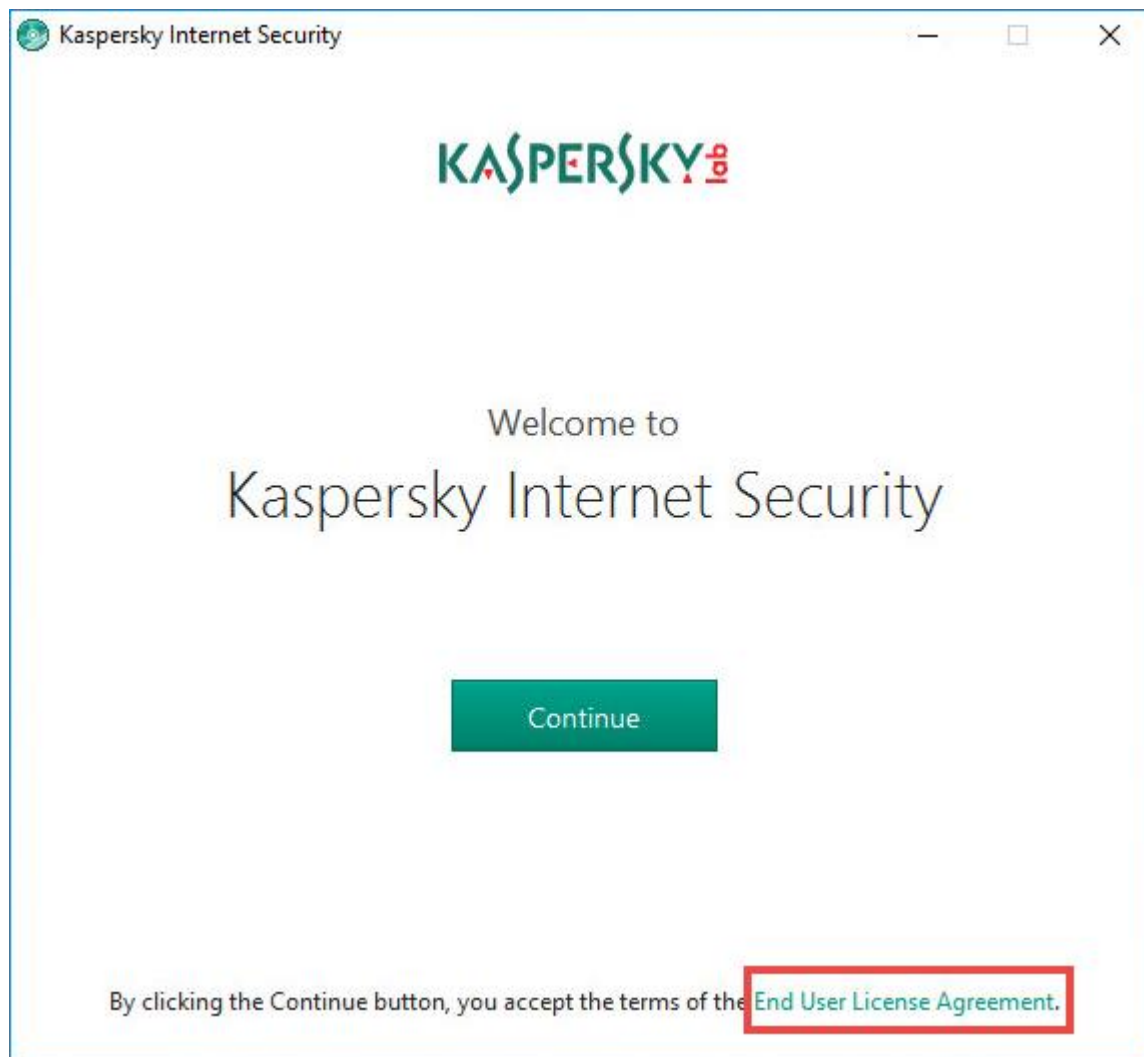 Kaspersky Internet Security
KASPERSKY lab
Welcome to
Kaspersky Internet Security
Continue
By clicking the Continue button, you accept the terms of the End User License Agreement.